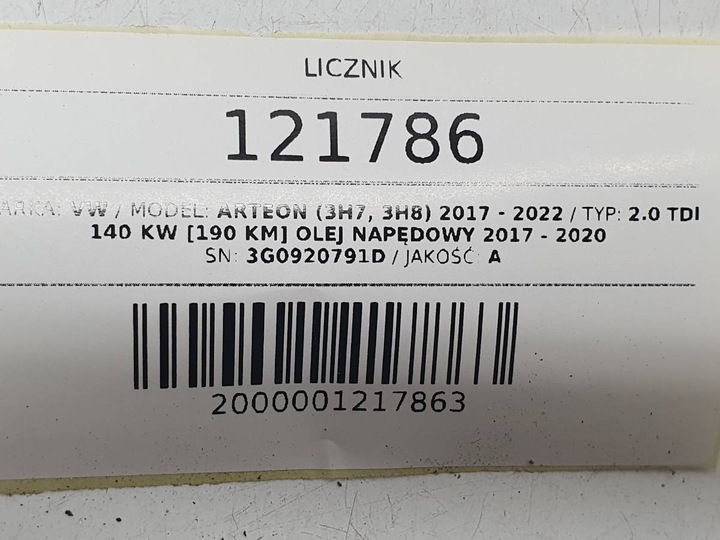 LICZNIK
121786
ARKA: VW / MODEL: ARTEON (3H7, 3H8) 2017 - 2022 / TYP: 2.0 TDI
140 KW [190 KM] OLEJ NAPĘDOWY 2017 - 2020
SN: 3G0920791D / JAKOŚĆ: A
2000001217863